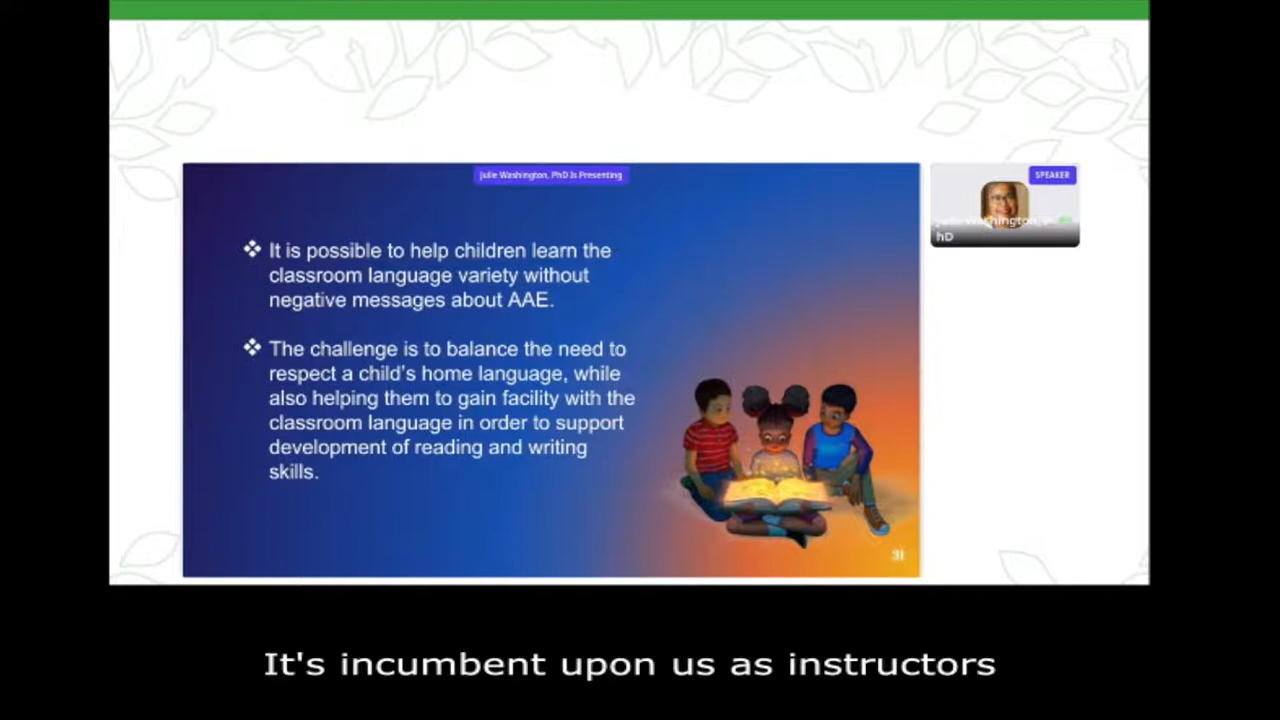 Julie Washington, PhD Is Presenting
SPEAKER
Washington,
hD
❖ It is possible to help children learn the
classroom language variety without
negative messages about AAE.
❖ The challenge is to balance the need to
respect a child's home language, while
also helping them to gain facility with the
classroom language in order to support
development of reading and writing
skills.
31
It's incumbent upon us as instructors